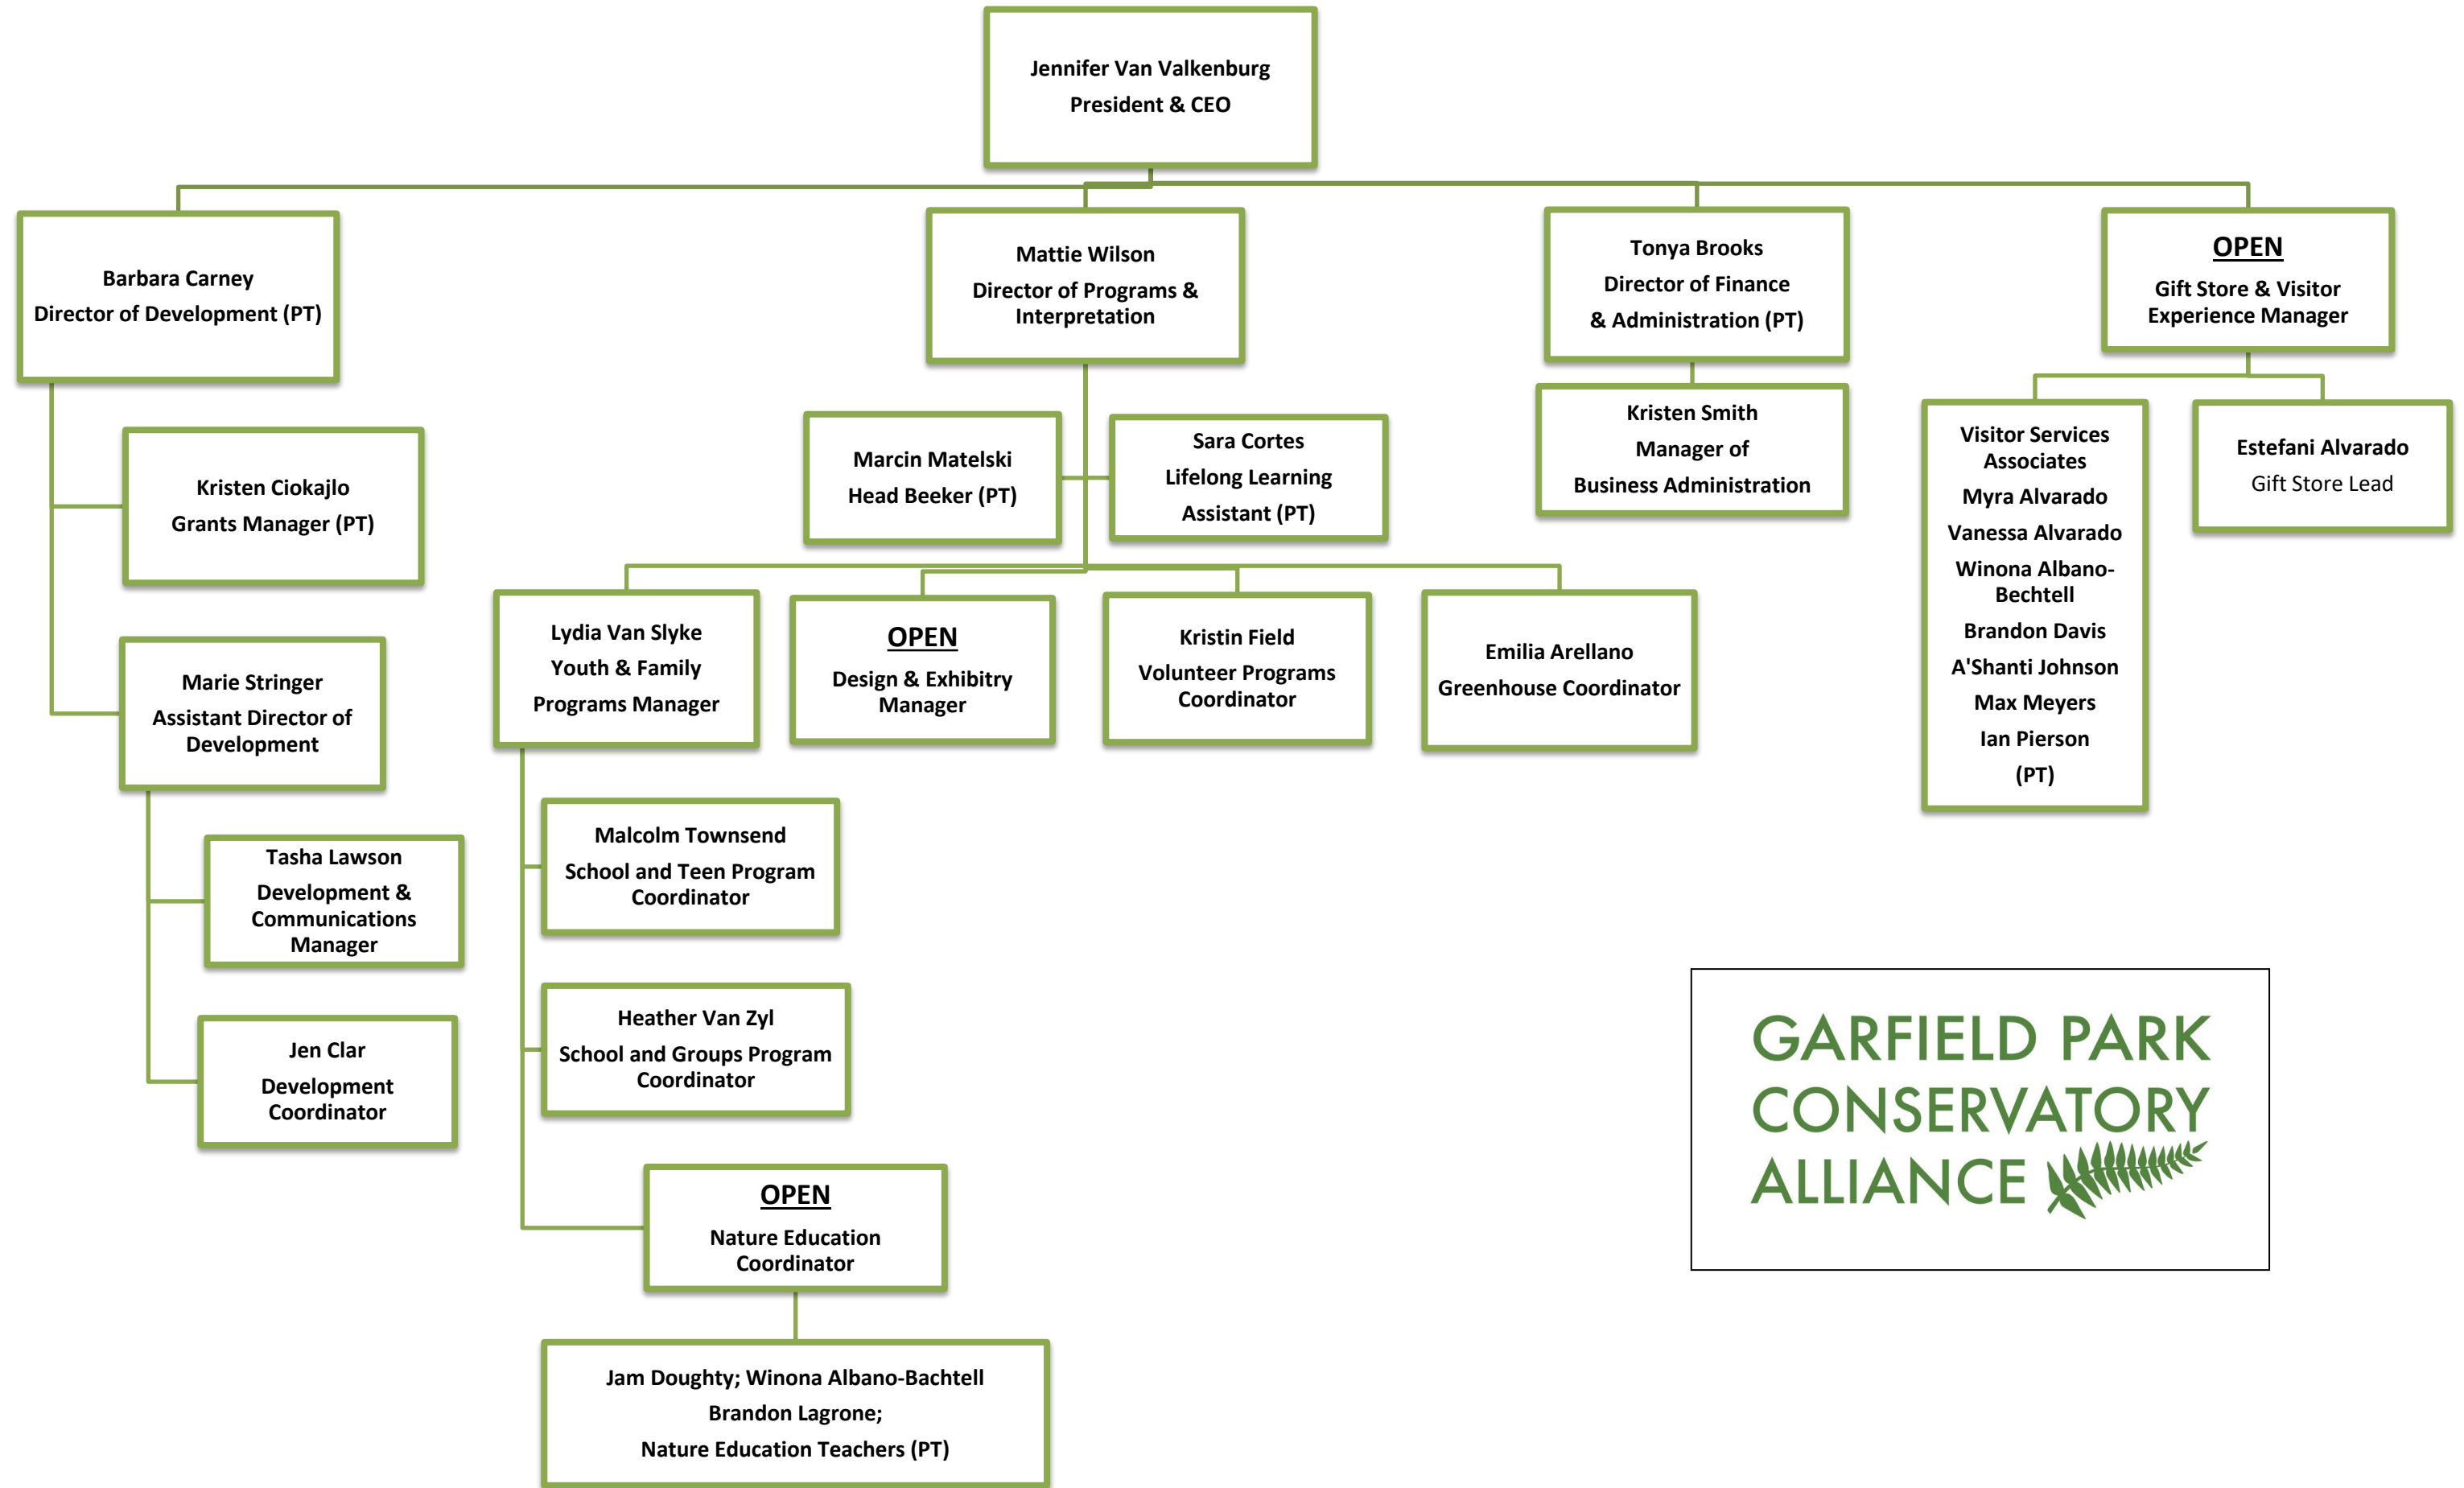 Jennifer Van Valkenburg
President & CEO
Barbara Carney
Director of Development (PT)
Mattie Wilson
Director of Programs &
Interpretation
Tonya Brooks
Director of Finance
& Administration (PT)
OPEN
Gift Store & Visitor
Experience Manager
Kristen Ciokajlo
Grants Manager (PT)
Marcin Matelski
Head Beeker (PT)
Sara Cortes
Lifelong Learning
Assistant (PT)
Kristen Smith
Manager of
Business Administration
Visitor Services
Associates
Myra Alvarado
Vanessa Alvarado
Winona Albano-
Bechtell
Brandon Davis
A'Shanti Johnson
Max Meyers
Ian Pierson
(PT)
Estefani Alvarado
Gift Store Lead
Marie Stringer
Assistant Director of
Development
Lydia Van Slyke
Youth & Family
Programs Manager
OPEN
Design & Exhibitry
Manager
Kristin Field
Volunteer Programs
Coordinator
Emilia Arellano
Greenhouse Coordinator
Tasha Lawson
Development &
Communications
Manager
Malcolm Townsend
School and Teen Program
Coordinator
Jen Clar
Development
Coordinator
Heather Van Zyl
School and Groups Program
Coordinator
OPEN
Nature Education
Coordinator
Jam Doughty; Winona Albano-Bachtell
Brandon Lagrone;
Nature Education Teachers (PT)
GARFIELD PARK
CONSERVATORY
ALLIANCE